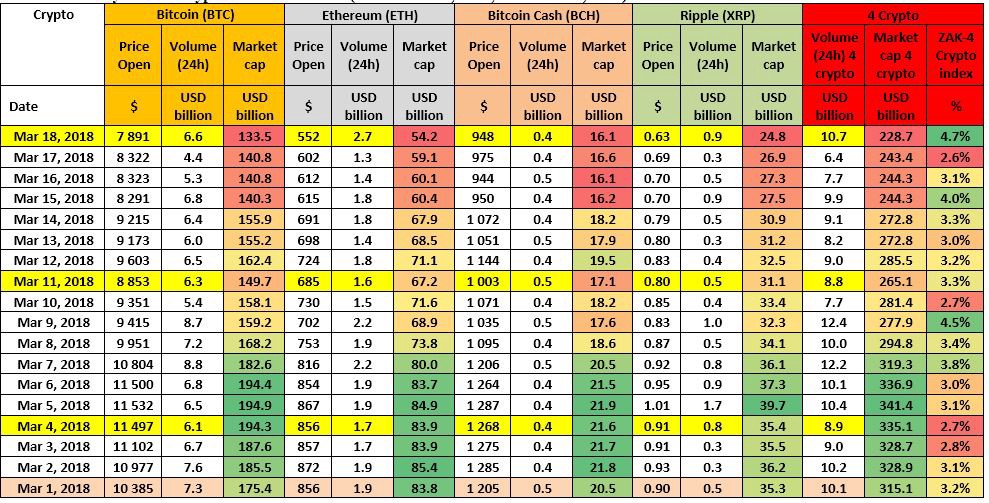 Crypto Bitcoin (BTC) Ethereum (ETH) Bitcoin Cash (BCH) Ripple (XRP) 4 Crypto
Price Open Volume (24h) Market cap Price Open Volume (24h) Market cap Price Open Volume (24h) Market cap Price Open Volume (24h) Market cap Volume (24h) 4 crypto Market cap 4 crypto ZAK-4 Crypto index
Date $ USD billion USD billion $ USD billion USD billion $ USD billion USD billion $ USD billion USD billion USD billion USD billion %
Mar 18, 2018 7 891 6.6 133.5 552 2.7 54.2 948 0.4 16.1 0.63 0.9 24.8 10.7 228.7 4.7%
Mar 17, 2018 8 322 4.4 140.8 602 1.3 59.1 975 0.4 16.6 0.69 0.3 26.9 6.4 243.4 2.6%
Mar 16, 2018 8 323 5.3 140.8 612 1.4 60.1 944 0.5 16.1 0.70 0.5 27.3 7.7 244.3 3.1%
Mar 15, 2018 8 291 6.8 140.3 615 1.8 60.4 950 0.4 16.2 0.70 0.9 27.5 9.9 244.3 4.0%
Mar 14, 2018 9 215 6.4 155.9 691 1.8 67.9 1 072 0.4 18.2 0.79 0.5 30.9 9.1 272.8 3.3%
Mar 13, 2018 9 173 6.0 155.2 698 1.4 68.5 1 051 0.5 17.9 0.80 0.3 31.2 8.2 272.8 3.0%
Mar 12, 2018 9 603 6.5 162.4 724 1.8 71.1 1 144 0.4 19.5 0.83 0.4 32.5 9.0 285.5 3.2%
Mar 11, 2018 8 853 6.3 149.7 685 1.6 67.2 1 003 0.5 17.1 0.80 0.5 31.1 8.8 265.1 3.3%
Mar 10, 2018 9 351 5.4 158.1 730 1.5 71.6 1 071 0.4 18.2 0.85 0.4 33.4 7.7 281.4 2.7%
Mar 9, 2018 9 415 8.7 159.2 702 2.2 68.9 1 035 0.5 17.6 0.83 1.0 32.3 12.4 277.9 4.5%
Mar 8, 2018 9 951 7.2 168.2 753 1.9 73.8 1 095 0.4 18.6 0.87 0.5 34.1 10.0 294.8 3.4%
Mar 7, 2018 10 804 8.8 182.6 816 2.2 80.0 1 206 0.5 20.5 0.92 0.8 36.1 12.2 319.3 3.8%
Mar 6, 2018 11 500 6.8 194.4 854 1.9 83.7 1 264 0.4 21.5 0.95 0.9 37.3 10.1 336.9 3.0%
Mar 5, 2018 11 532 6.5 194.9 867 1.9 84.9 1 287 0.4 21.9 1.01 1.7 39.7 10.4 341.4 3.1%
Mar 4, 2018 11 497 6.1 194.3 856 1.7 83.9 1 268 0.4 21.6 0.91 0.8 35.4 8.9 335.1 2.7%
Mar 3, 2018 11 102 6.6 187.6 857 1.7 83.9 1 275 0.4 21.7 0.91 0.3 35.5 9.0 328.7 2.8%
Mar 2, 2018 10 977 7.6 185.5 872 1.9 85.4 1 285 0.4 21.8 0.93 0.3 36.2 10.2 328.9 3.1%
Mar 1, 2018 10 385 7.3 175.4 856 1.9 83.8 1 205 0.5 20.5 0.90 0.5 35.3 10.1 315.1 3.2%